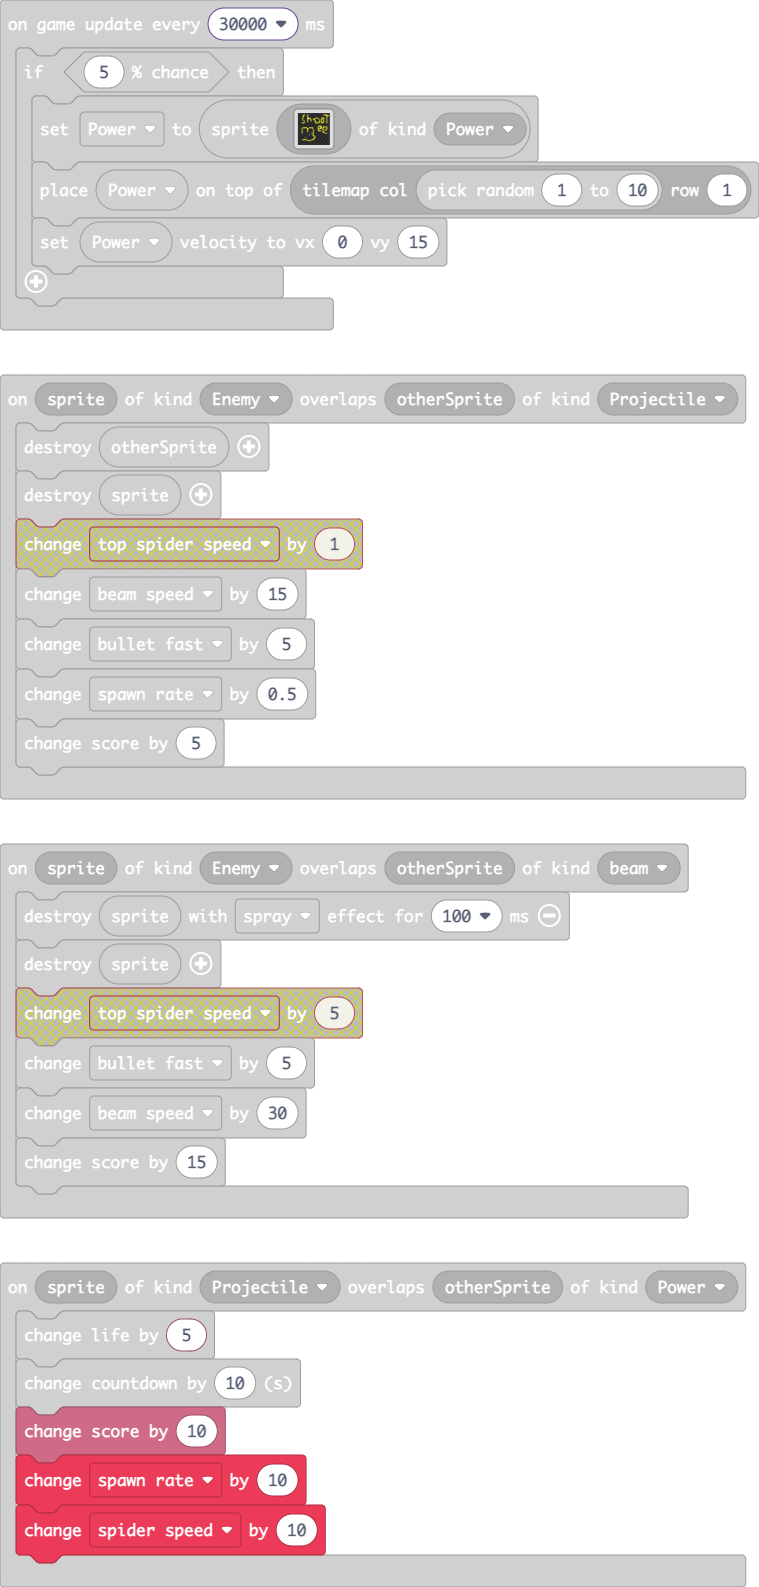 on game update every 30000 ms
if 5 % chance then
set Power to sprite shoot me of kind Power
place Power on top of tilemap col pick random 1 to 10 row 1
set Power velocity to vx 0 vy 15
on sprite of kind Enemy overlaps otherSprite of kind Projectile
destroy otherSprite
destroy sprite
change top spider speed by 1
change beam speed by 15
change bullet fast by 5
change spawn rate by 0.5
change score by 5
on sprite of kind Enemy overlaps otherSprite of kind beam
destroy sprite with spray effect for 100 ms
destroy sprite
change top spider speed by 5
change bullet fast by 5
change beam speed by 30
change score by 15
on sprite of kind Projectile overlaps otherSprite of kind Power
change life by 5
change countdown by 10 (s)
change score by 10
change spawn rate by 10
change spider speed by 10